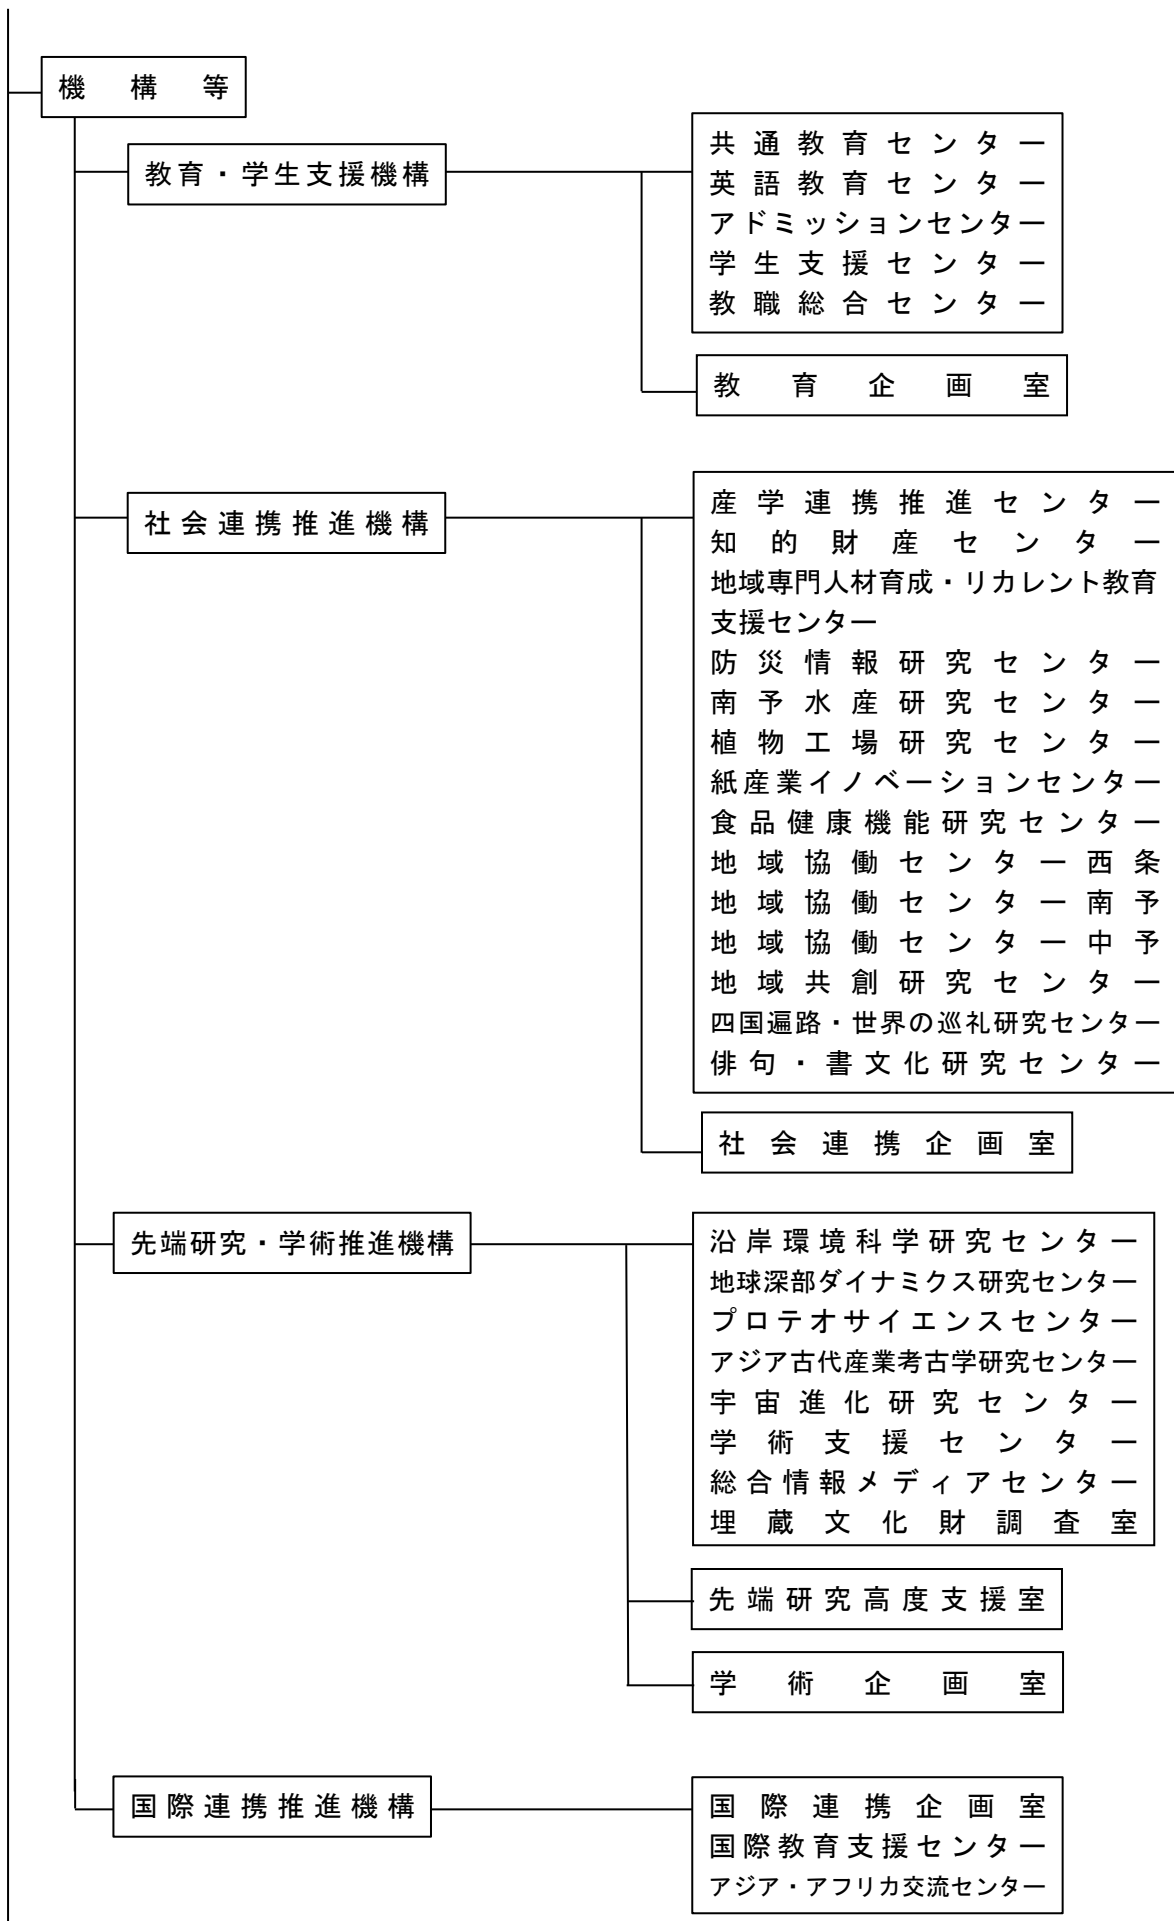 機構等
教育・学生支援機構
共通教育センター
英語教育センター
アドミッションセンター
学生支援センター
教職総合センター
教育企画室
社会連携推進機構
産学連携推進センター
知的財産センター
地域専門人材育成・リカレント教育
支援センター
防災情報研究センター
南予水産研究センター
植物工場研究センター
紙産業イノベーションセンター
食品健康機能研究センター
地域協働センター西条
地域協働センター南予
地域協働センター中予
地域共創研究センター
四国遍路・世界の巡礼研究センター
俳句・書文化研究センター
社会連携企画室
先端研究・学術推進機構
沿岸環境科学研究センター
地球深部ダイナミクス研究センター
プロテオサイエンスセンター
アジア古代産業考古学研究センター
宇宙進化研究センター
学術支援センター
総合情報メディアセンター
埋蔵文化財調査室
先端研究高度支援室
学術企画室
国際連携推進機構
国際連携企画室
国際教育支援センター
アジア・アフリカ交流センター